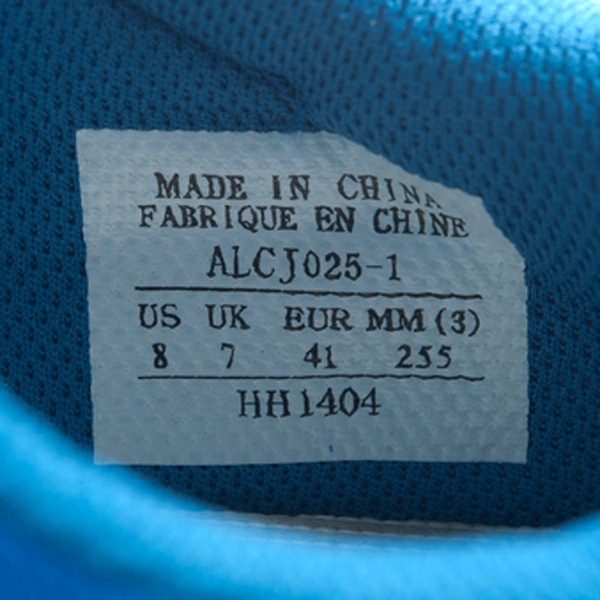 MADE IN CHINA
FABRIQUE EN CHINE
ALCJ025-1
US UK EUR MM (3)
8 7 41 255
HH1404